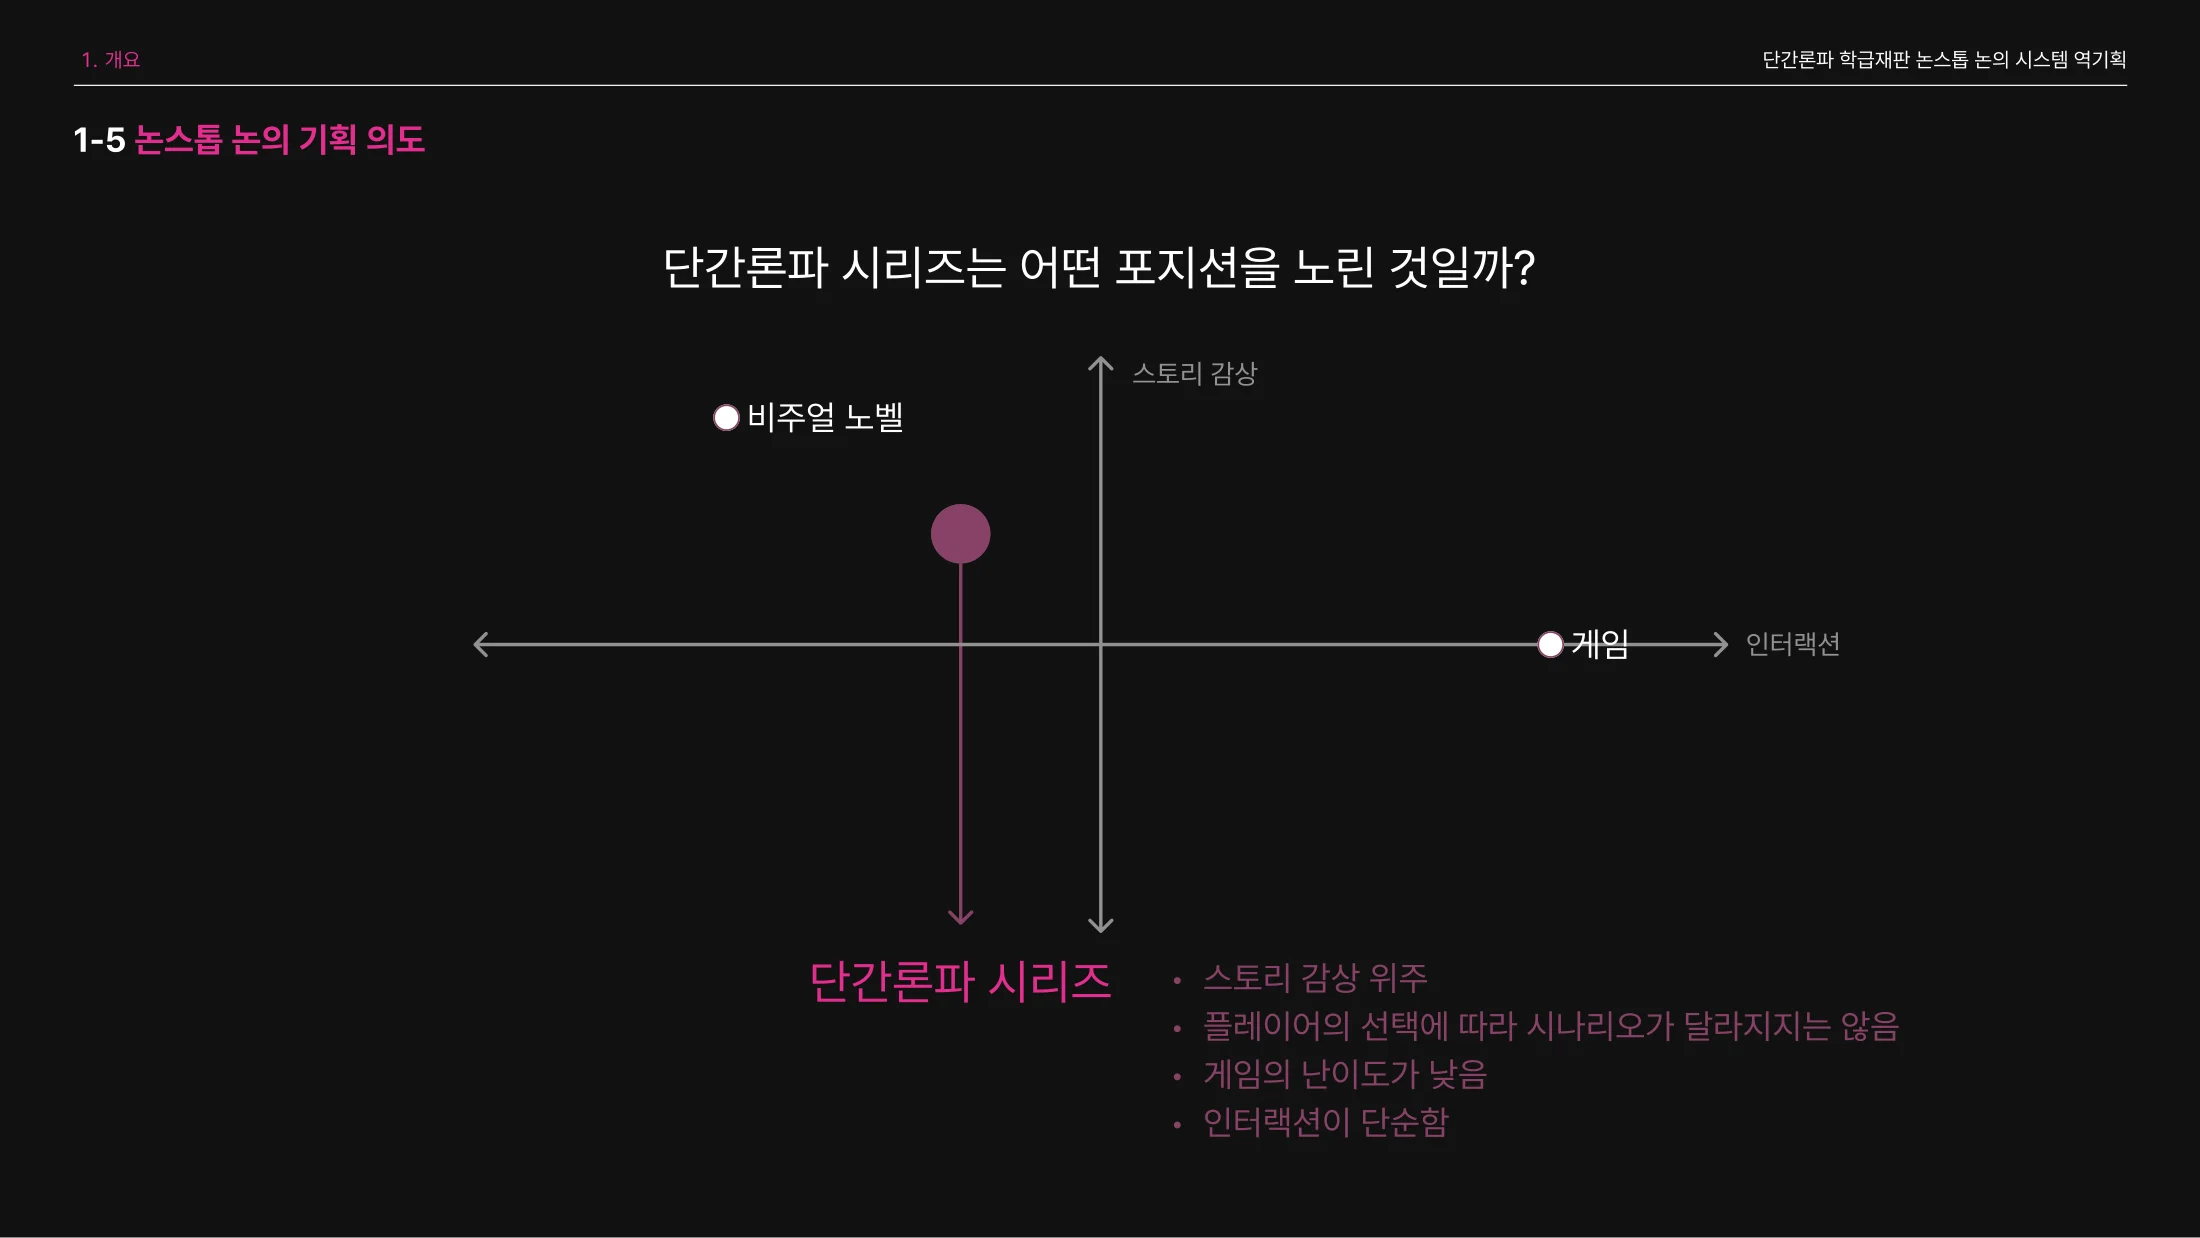 1. 개요
단간론파 학급재판 논스톱 논의 시스템 역기획
1-5 논스톱 논의 기획 의도
단간론파 시리즈는 어떤 포지션을 노린 것일까?
스토리 감상
비주얼 노벨
게임
인터랙션
단간론파 시리즈
• 스토리 감상 위주
• 플레이어의 선택에 따라 시나리오가 달라지지는 않음
• 게임의 난이도가 낮음
• 인터랙션이 단순함